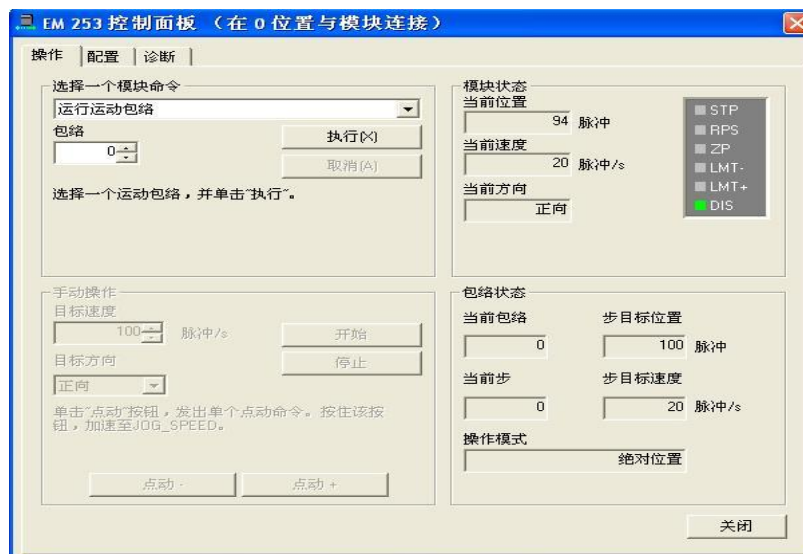 EM 253 控制面板 （在 0 位置与模块连接）
操作 配置 诊断
选择一个模块命令
运行运动包络
包络
0
执行(X)
取消(A)
选择一个运动包络，并单击"执行"。
模块状态
当前位置
94 脉冲
当前速度
20 脉冲/s
当前方向
正向
STP
RPS
ZP
LMT-
LMT+
DIS
手动操作
目标速度
100 脉冲/s
开始
目标方向
停止
正向
单击"点动"按钮，发出单个点动命令。按住该按
钮，加速至JOG_SPEED。
点动 - 点动 +
包络状态
当前包络 步目标位置
0 100 脉冲
当前步 步目标速度
0 20 脉冲/s
操作模式
绝对位置
关闭